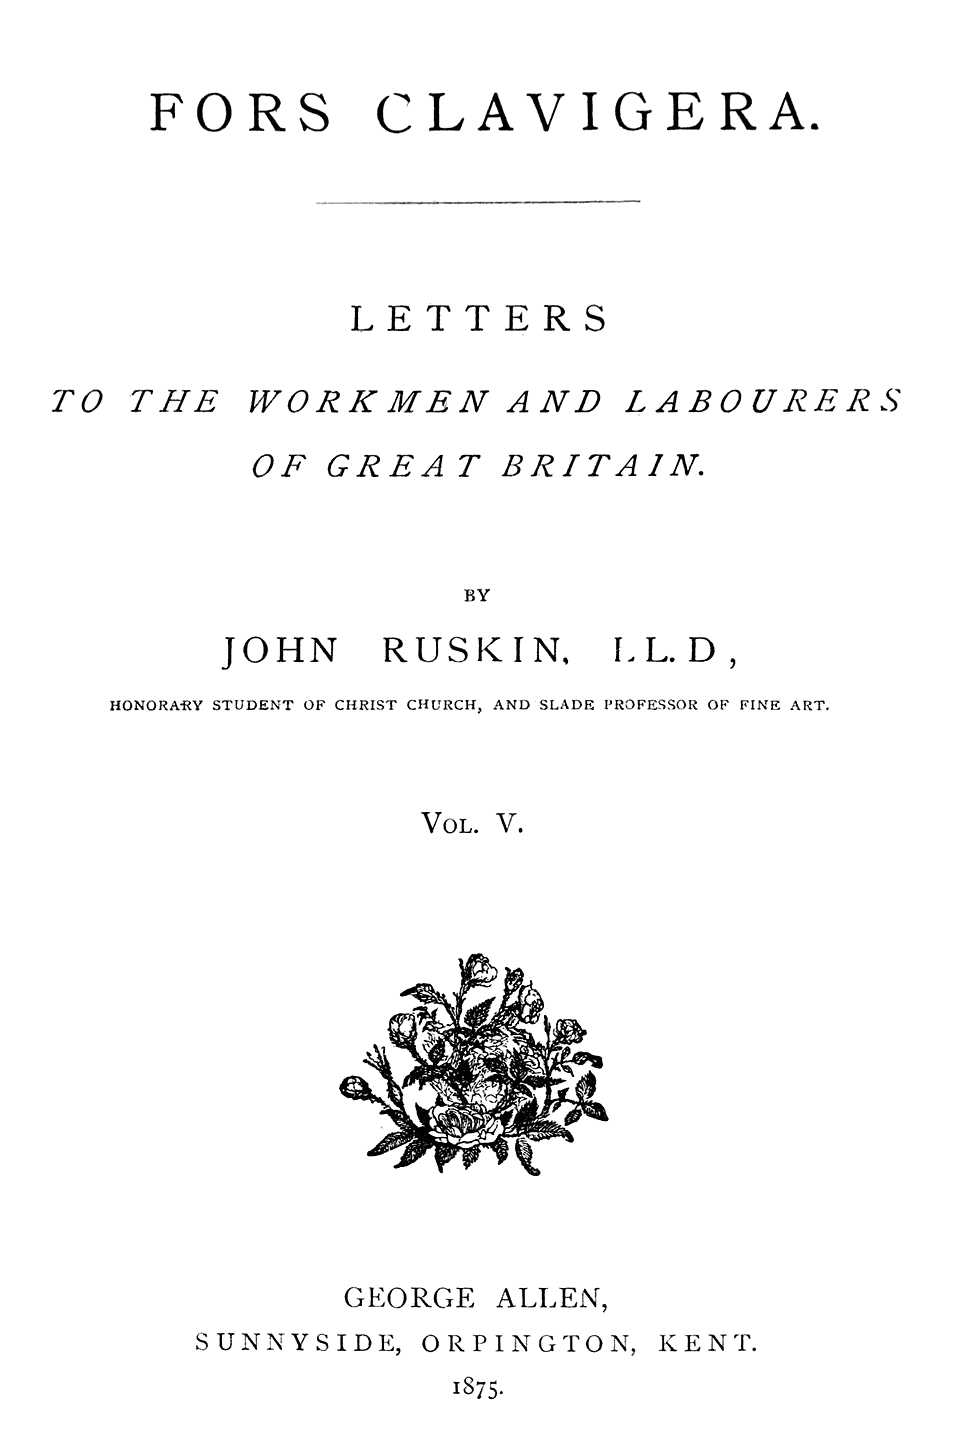 FORS CLAVIGERA.
LETTERS
TO THE WORKMEN AND LABOURERS
OF GREAT BRITAIN.
BY
JOHN RUSKIN, LL.D,
HONORARY STUDENT OF CHRIST CHURCH, AND SLADE PROFESSOR OF FINE ART.
VOL. V.
GEORGE ALLEN,
SUNNYSIDE, ORPINGTON, KENT.
1875.